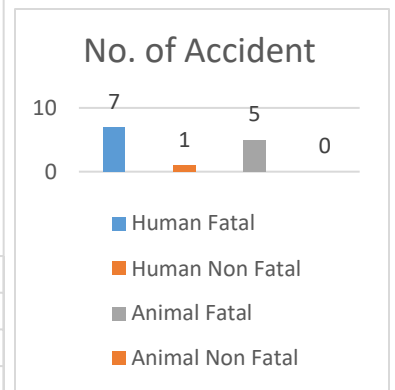 No. of Accident
10
7
1
5
0
0
Human Fatal
Human Non Fatal
Animal Fatal
Animal Non Fatal